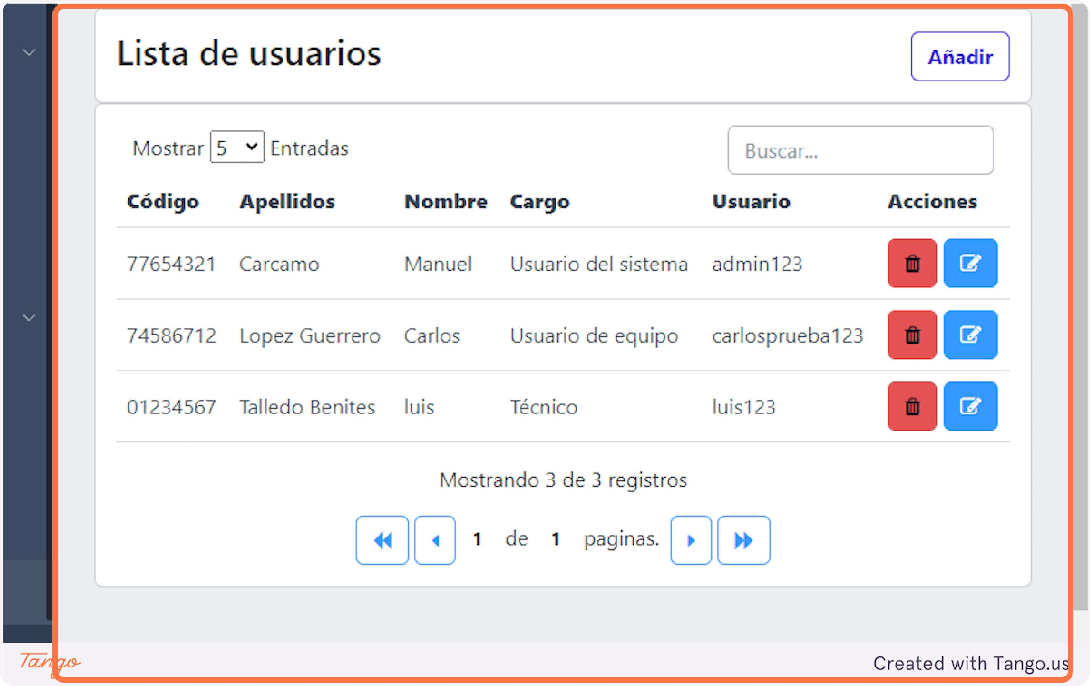 Lista de usuarios
Añadir
Mostrar 5 Entradas
Buscar...
Código Apellidos Nombre Cargo Usuario Acciones
77654321 Carcamo Manuel Usuario del sistema admin123
74586712 Lopez Guerrero Carlos Usuario de equipo carlosprueba123
01234567 Talledo Benites luis Técnico luis123
Mostrando 3 de 3 registros
1 de 1 paginas.
Tango
Created with Tango.us